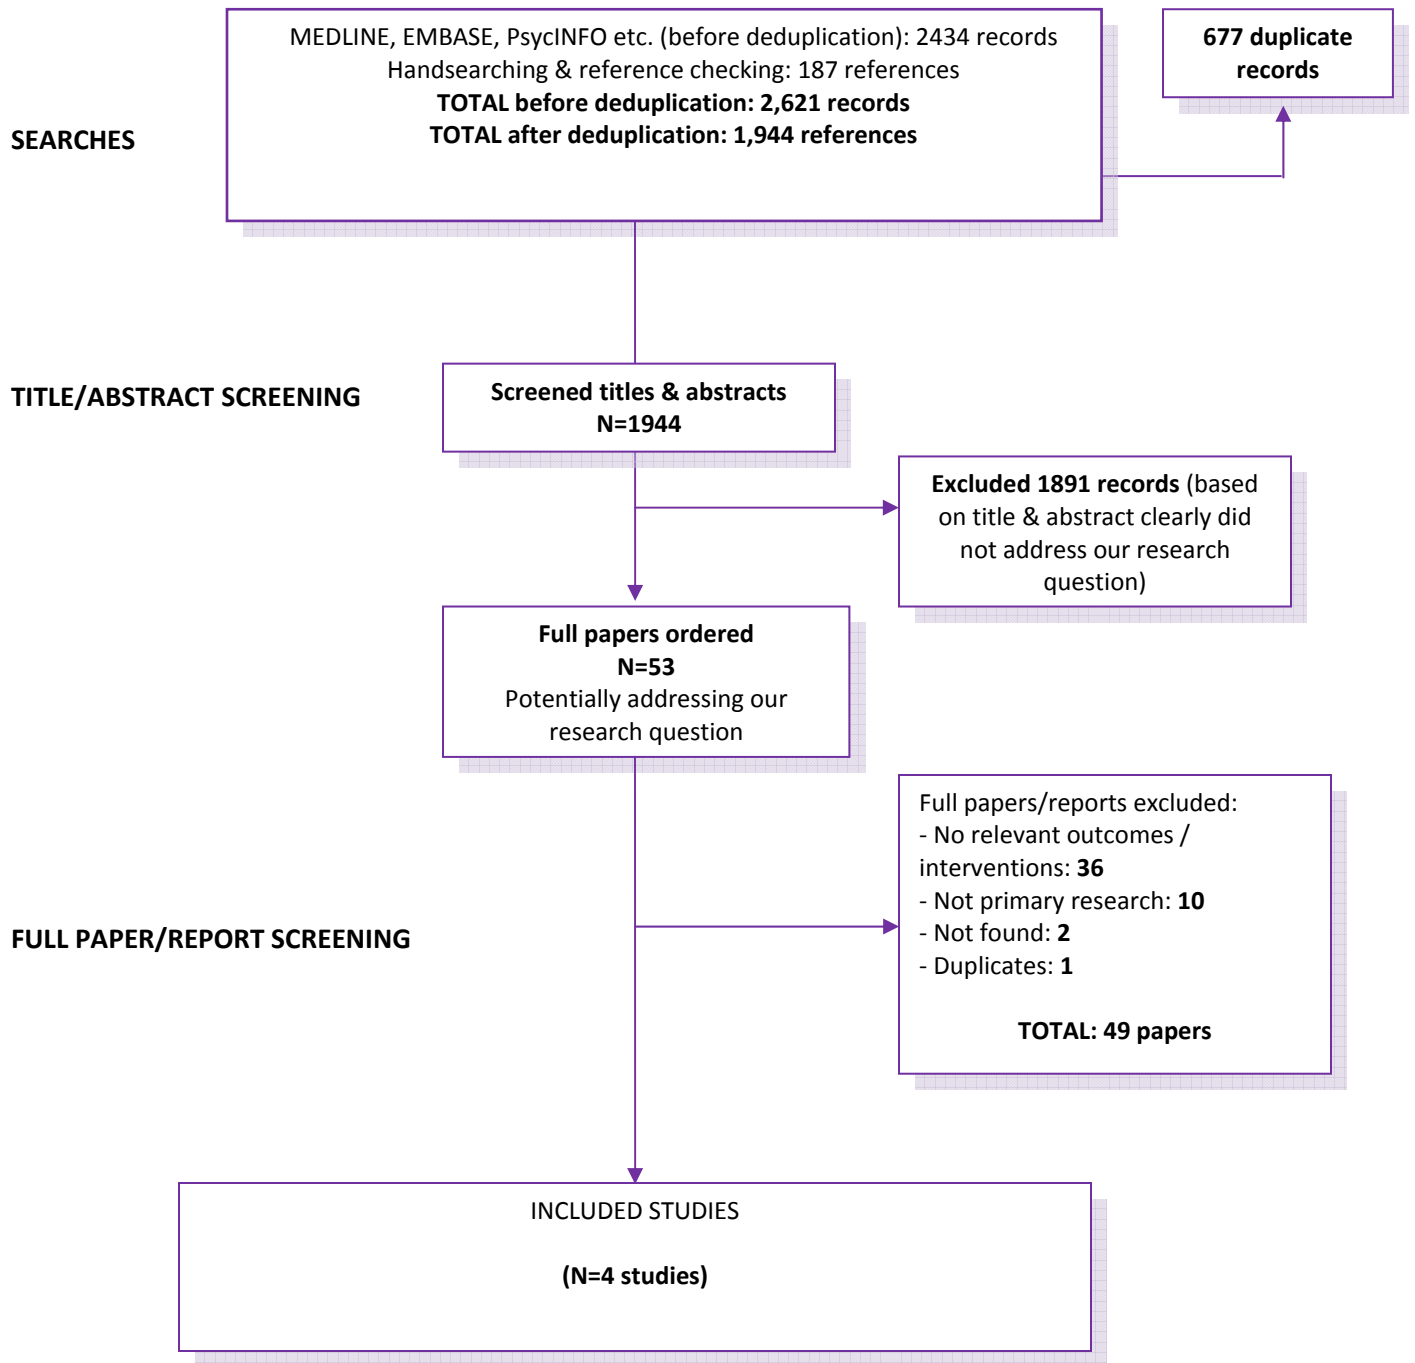 MEDLINE, EMBASE, PsycINFO etc. (before deduplication): 2434 records
Handsearching & reference checking: 187 references
TOTAL before deduplication: 2,621 records
TOTAL after deduplication: 1,944 references
677 duplicate
records
SEARCHES
TITLE/ABSTRACT SCREENING
Screened titles & abstracts
N=1944
Excluded 1891 records (based
on title & abstract clearly did
not address our research
question)
Full papers ordered
N=53
Potentially addressing our
research question
Full papers/reports excluded:
- No relevant outcomes /
interventions: 36
- Not primary research: 10
- Not found: 2
- Duplicates: 1
TOTAL: 49 papers
FULL PAPER/REPORT SCREENING
INCLUDED STUDIES
(N=4 studies)